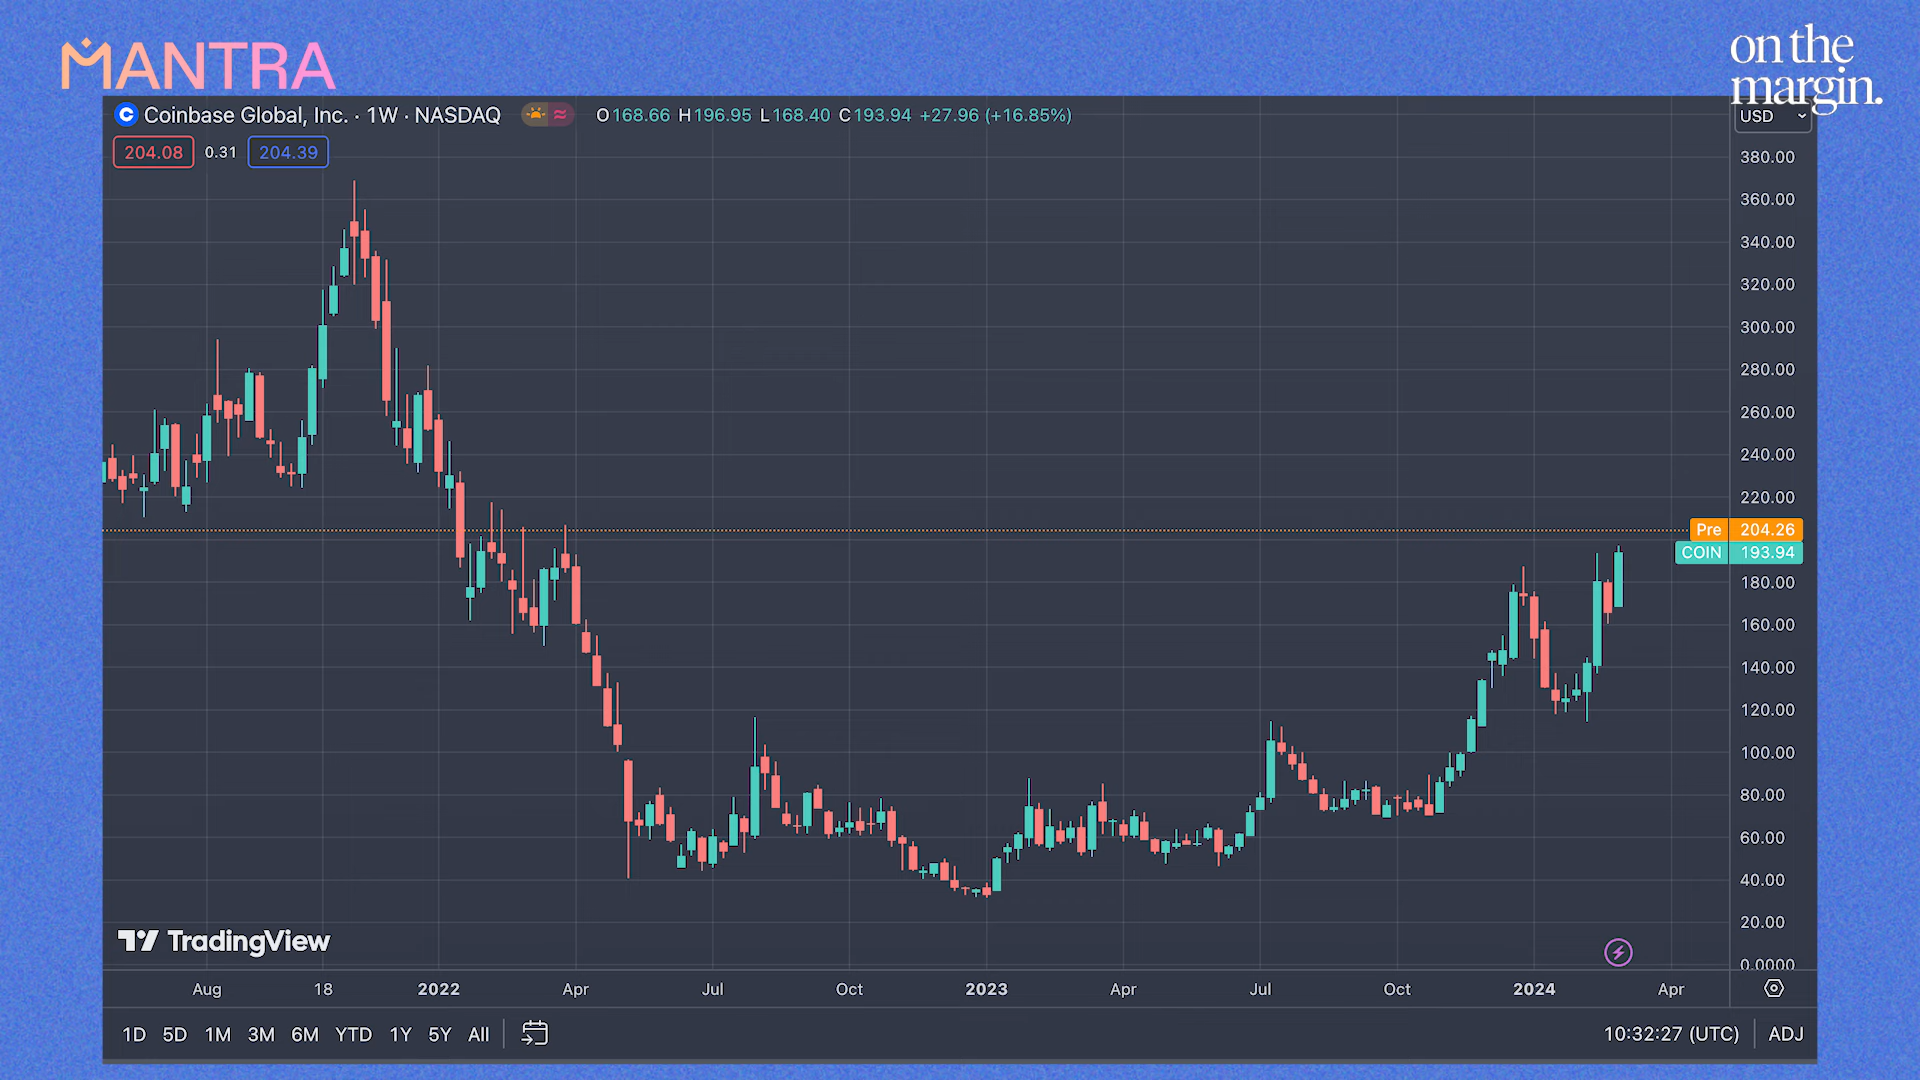 MANTRA
on the
margin.
Coinbase Global, Inc. · 1W · NASDAQ
O168.66 H196.95 L168.40 C193.94 +27.96 (+16.85%)
USD
204.08 0.31 204.39
380.00
360.00
340.00
320.00
300.00
280.00
260.00
240.00
220.00
Pre 204.26
COIN 193.94
180.00
160.00
140.00
120.00
100.00
80.00
60.00
40.00
20.00
0.0000
TradingView
Aug 18 2022 Apr Jul Oct 2023 Apr Jul Oct 2024 Apr
1D 5D 1M 3M 6M YTD 1Y 5Y All
10:32:27 (UTC) ADJ